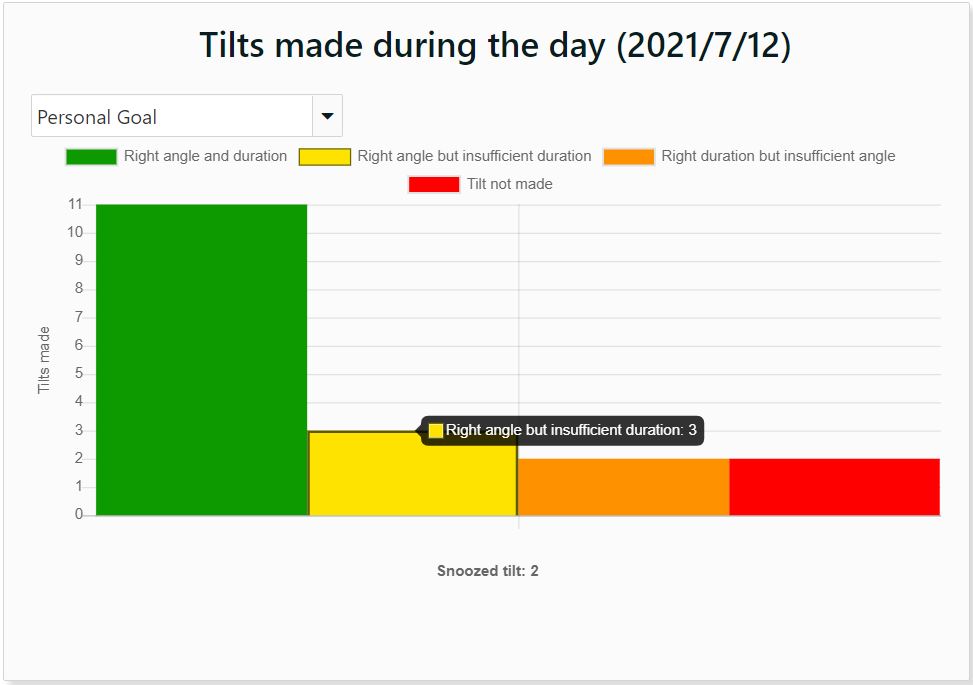 Tilts made during the day (2021/7/12)
Personal Goal
Right angle and duration Right angle but insufficient duration Right duration but insufficient angle
Tilt not made
11
10
9
8
7
6
5
4
3
2
1
0
Tilts made
Right angle but insufficient duration: 3
Snoozed tilt: 2